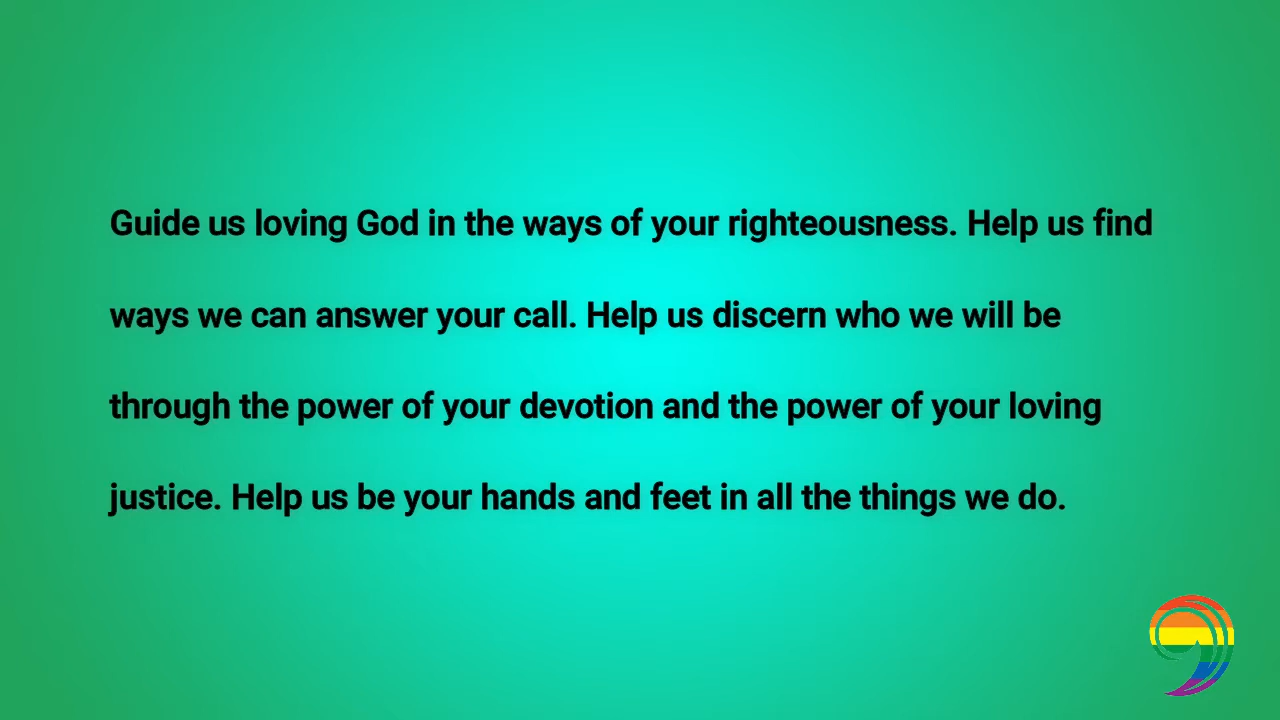 Guide us loving God in the ways of your righteousness. Help us find
ways we can answer your call. Help us discern who we will be
through the power of your devotion and the power of your loving
justice. Help us be your hands and feet in all the things we do.